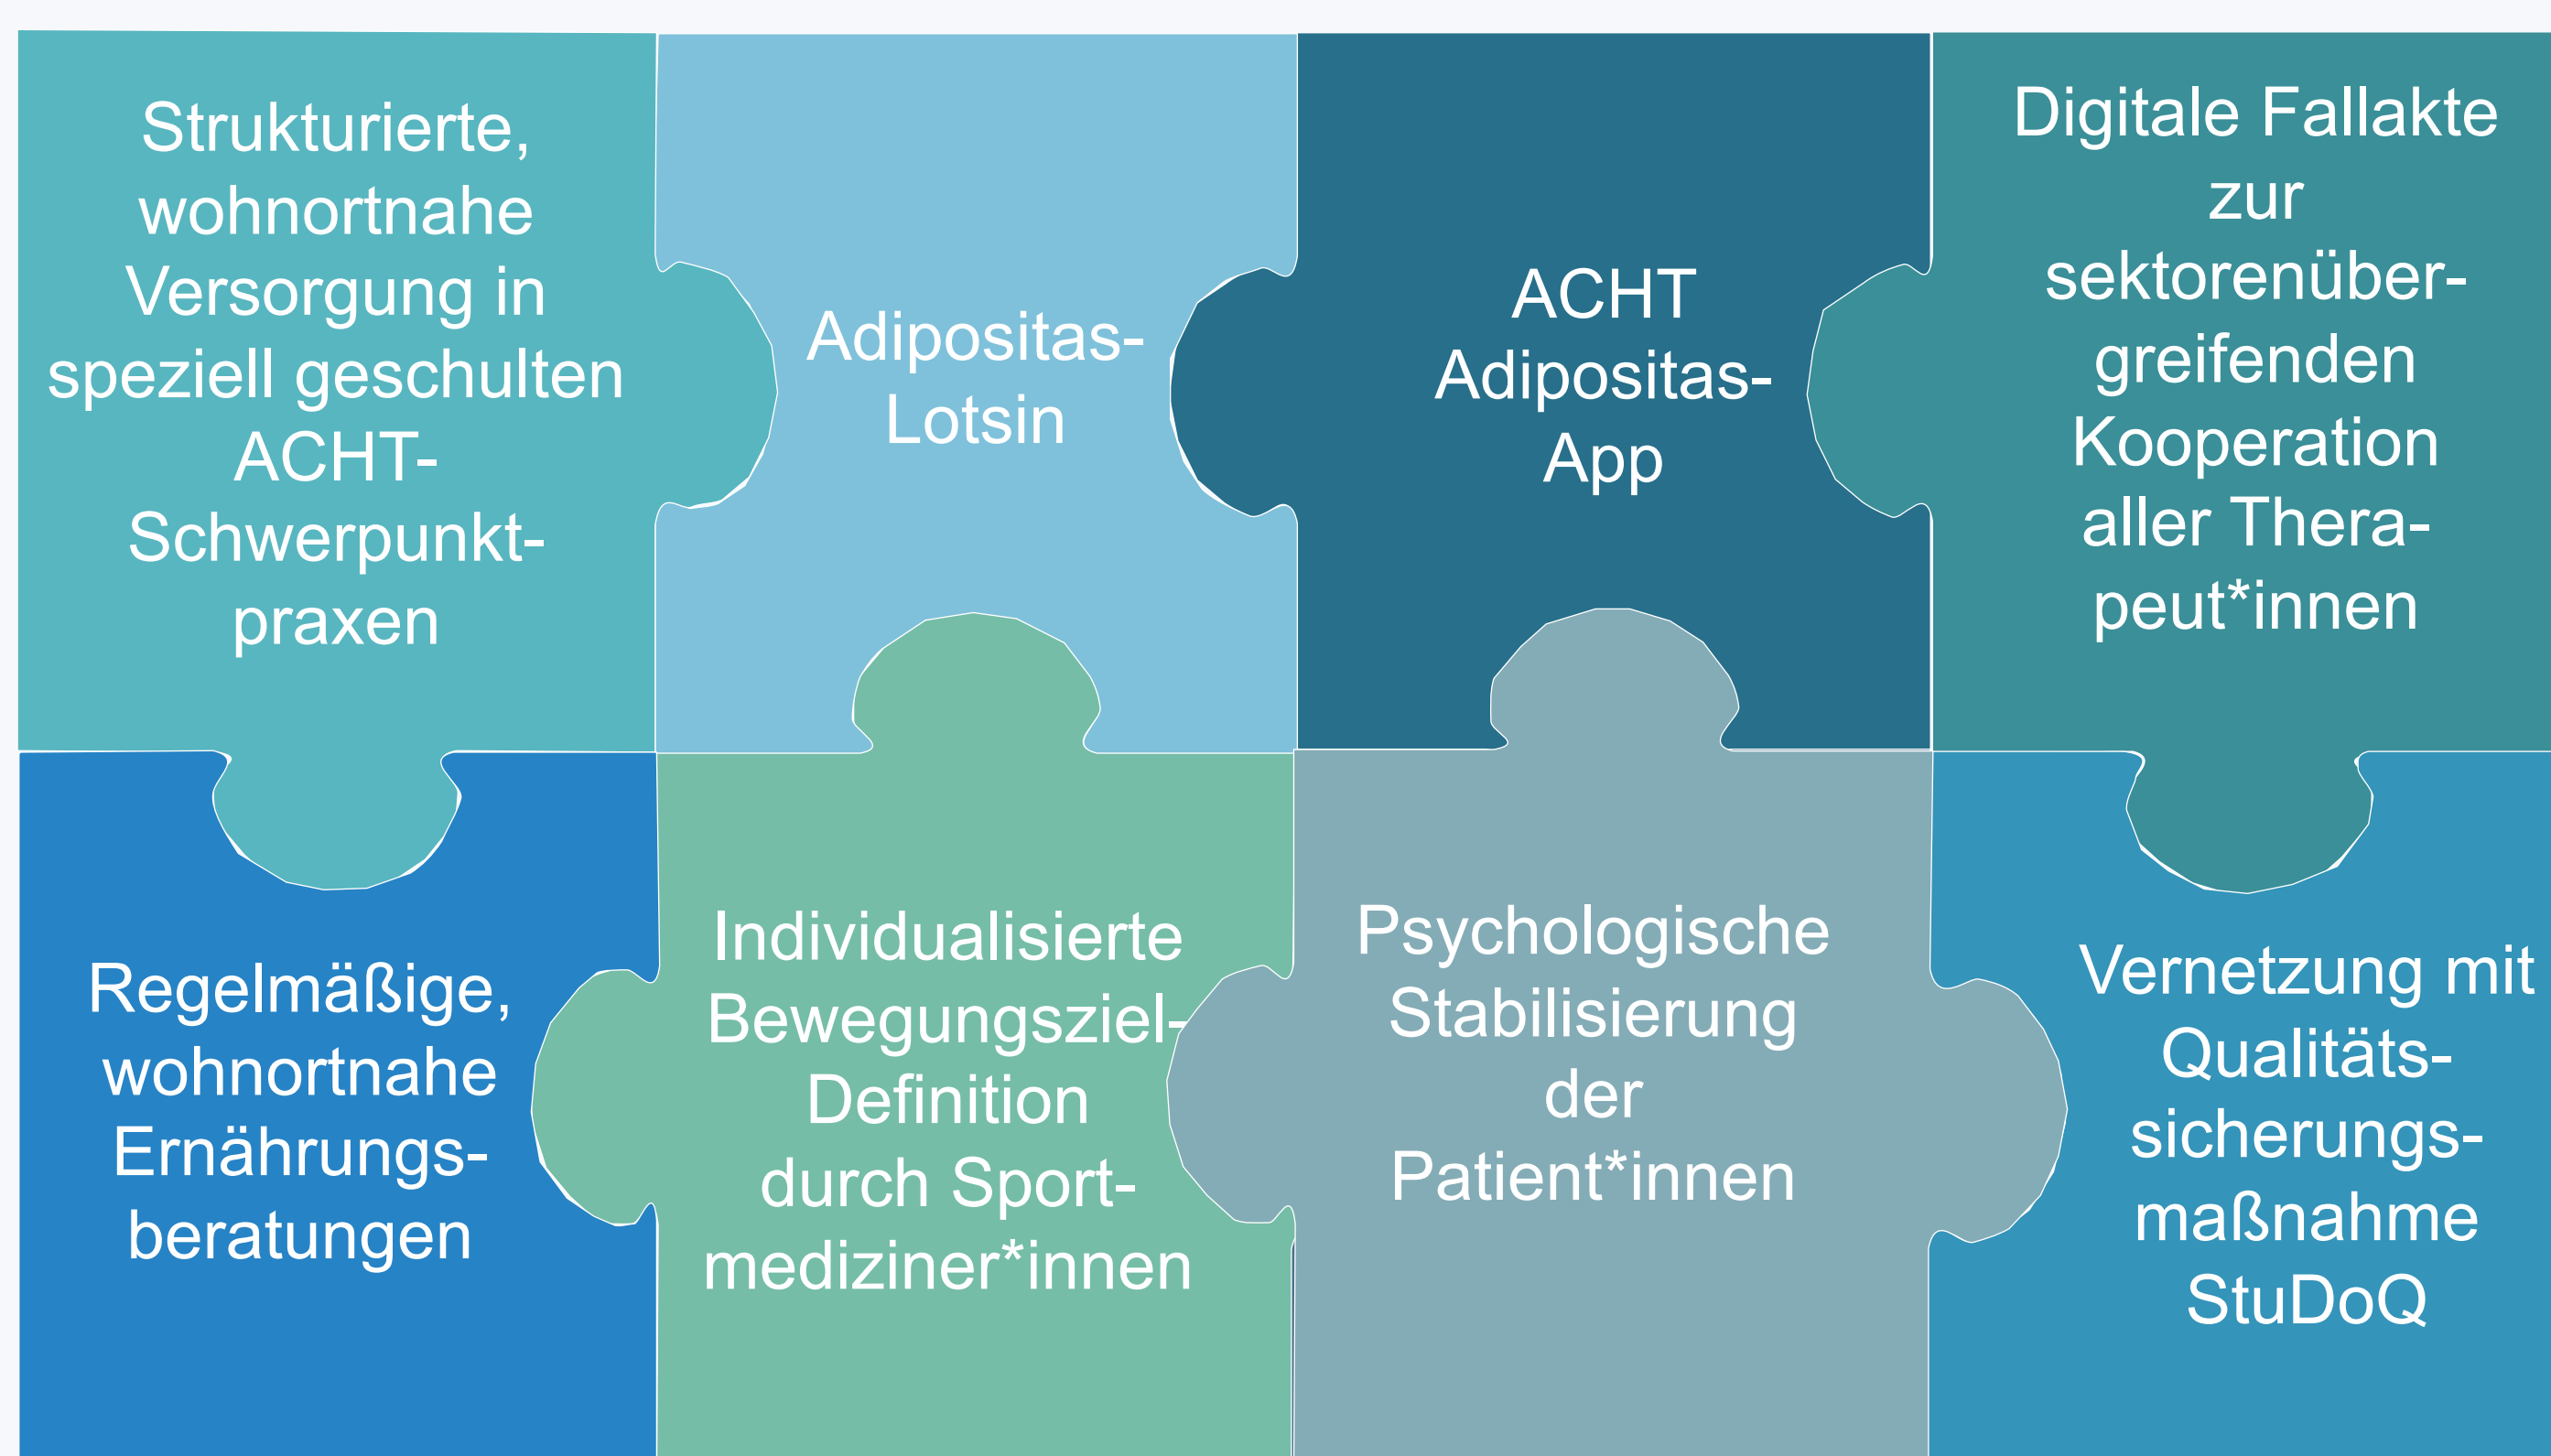 Strukturierte,
wohnortnahe
Versorgung in
speziell geschulten
ACHT-
Schwerpunkt-
praxen
Adipositas-
Lotsin
ACHT
Adipositas-
App
Digitale Fallakte
zur
sektorenüber-
greifenden
Kooperation
aller Thera-
peut*innen
Regelmäßige,
wohnortnahe
Ernährungs-
beratungen
Individualisierte
Bewegungsziel-
Definition
durch Sport-
mediziner*innen
Psychologische
Stabilisierung
der
Patient*innen
Vernetzung mit
Qualitäts-
sicherungs-
maßnahme
StuDoQ